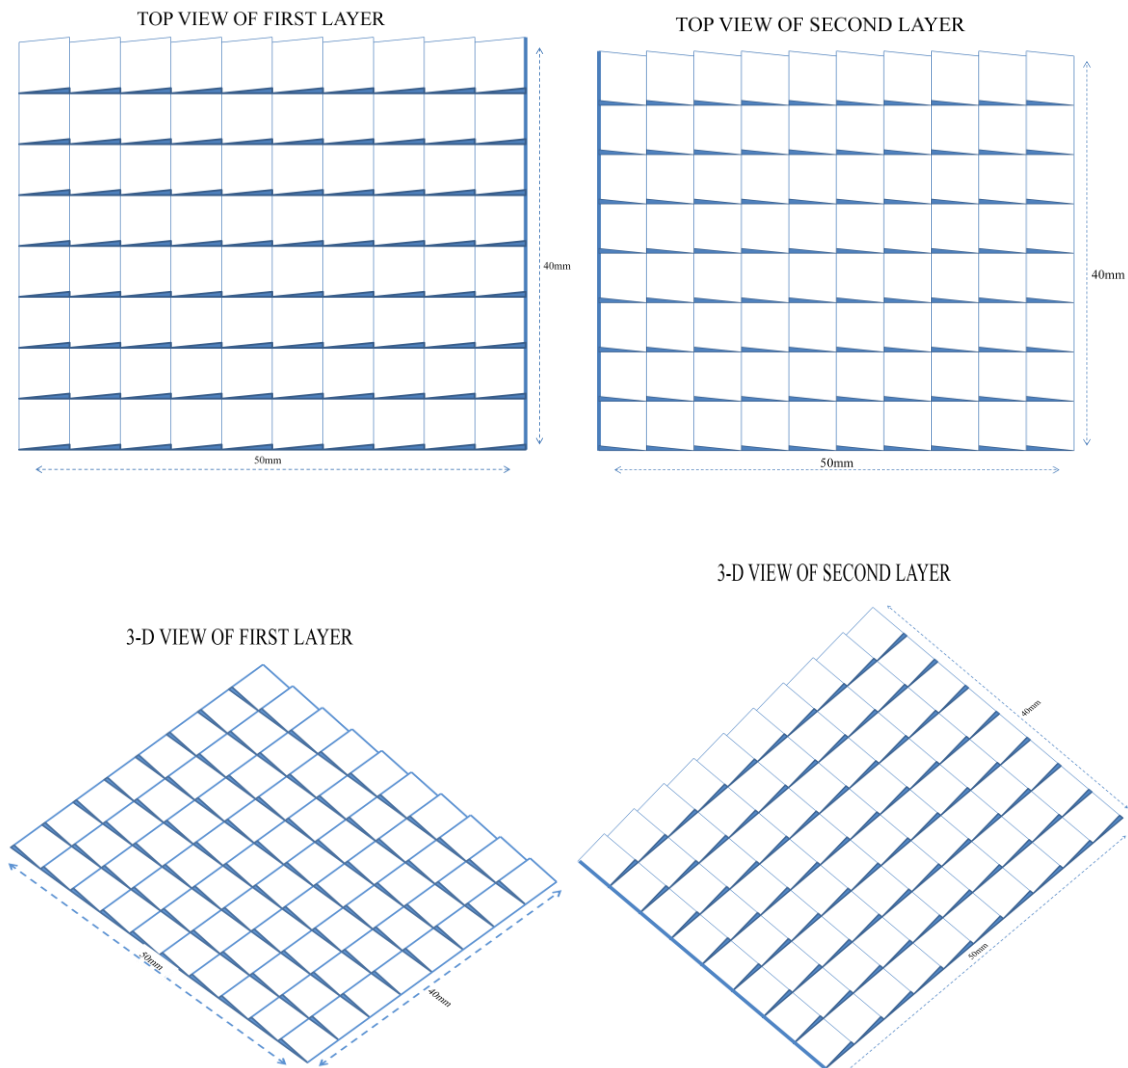 TOP VIEW OF FIRST LAYER
TOP VIEW OF SECOND LAYER
40mm
40mm
50mm
50mm
3-D VIEW OF SECOND LAYER
3-D VIEW OF FIRST LAYER
40mm
50mm
50mm
40mm